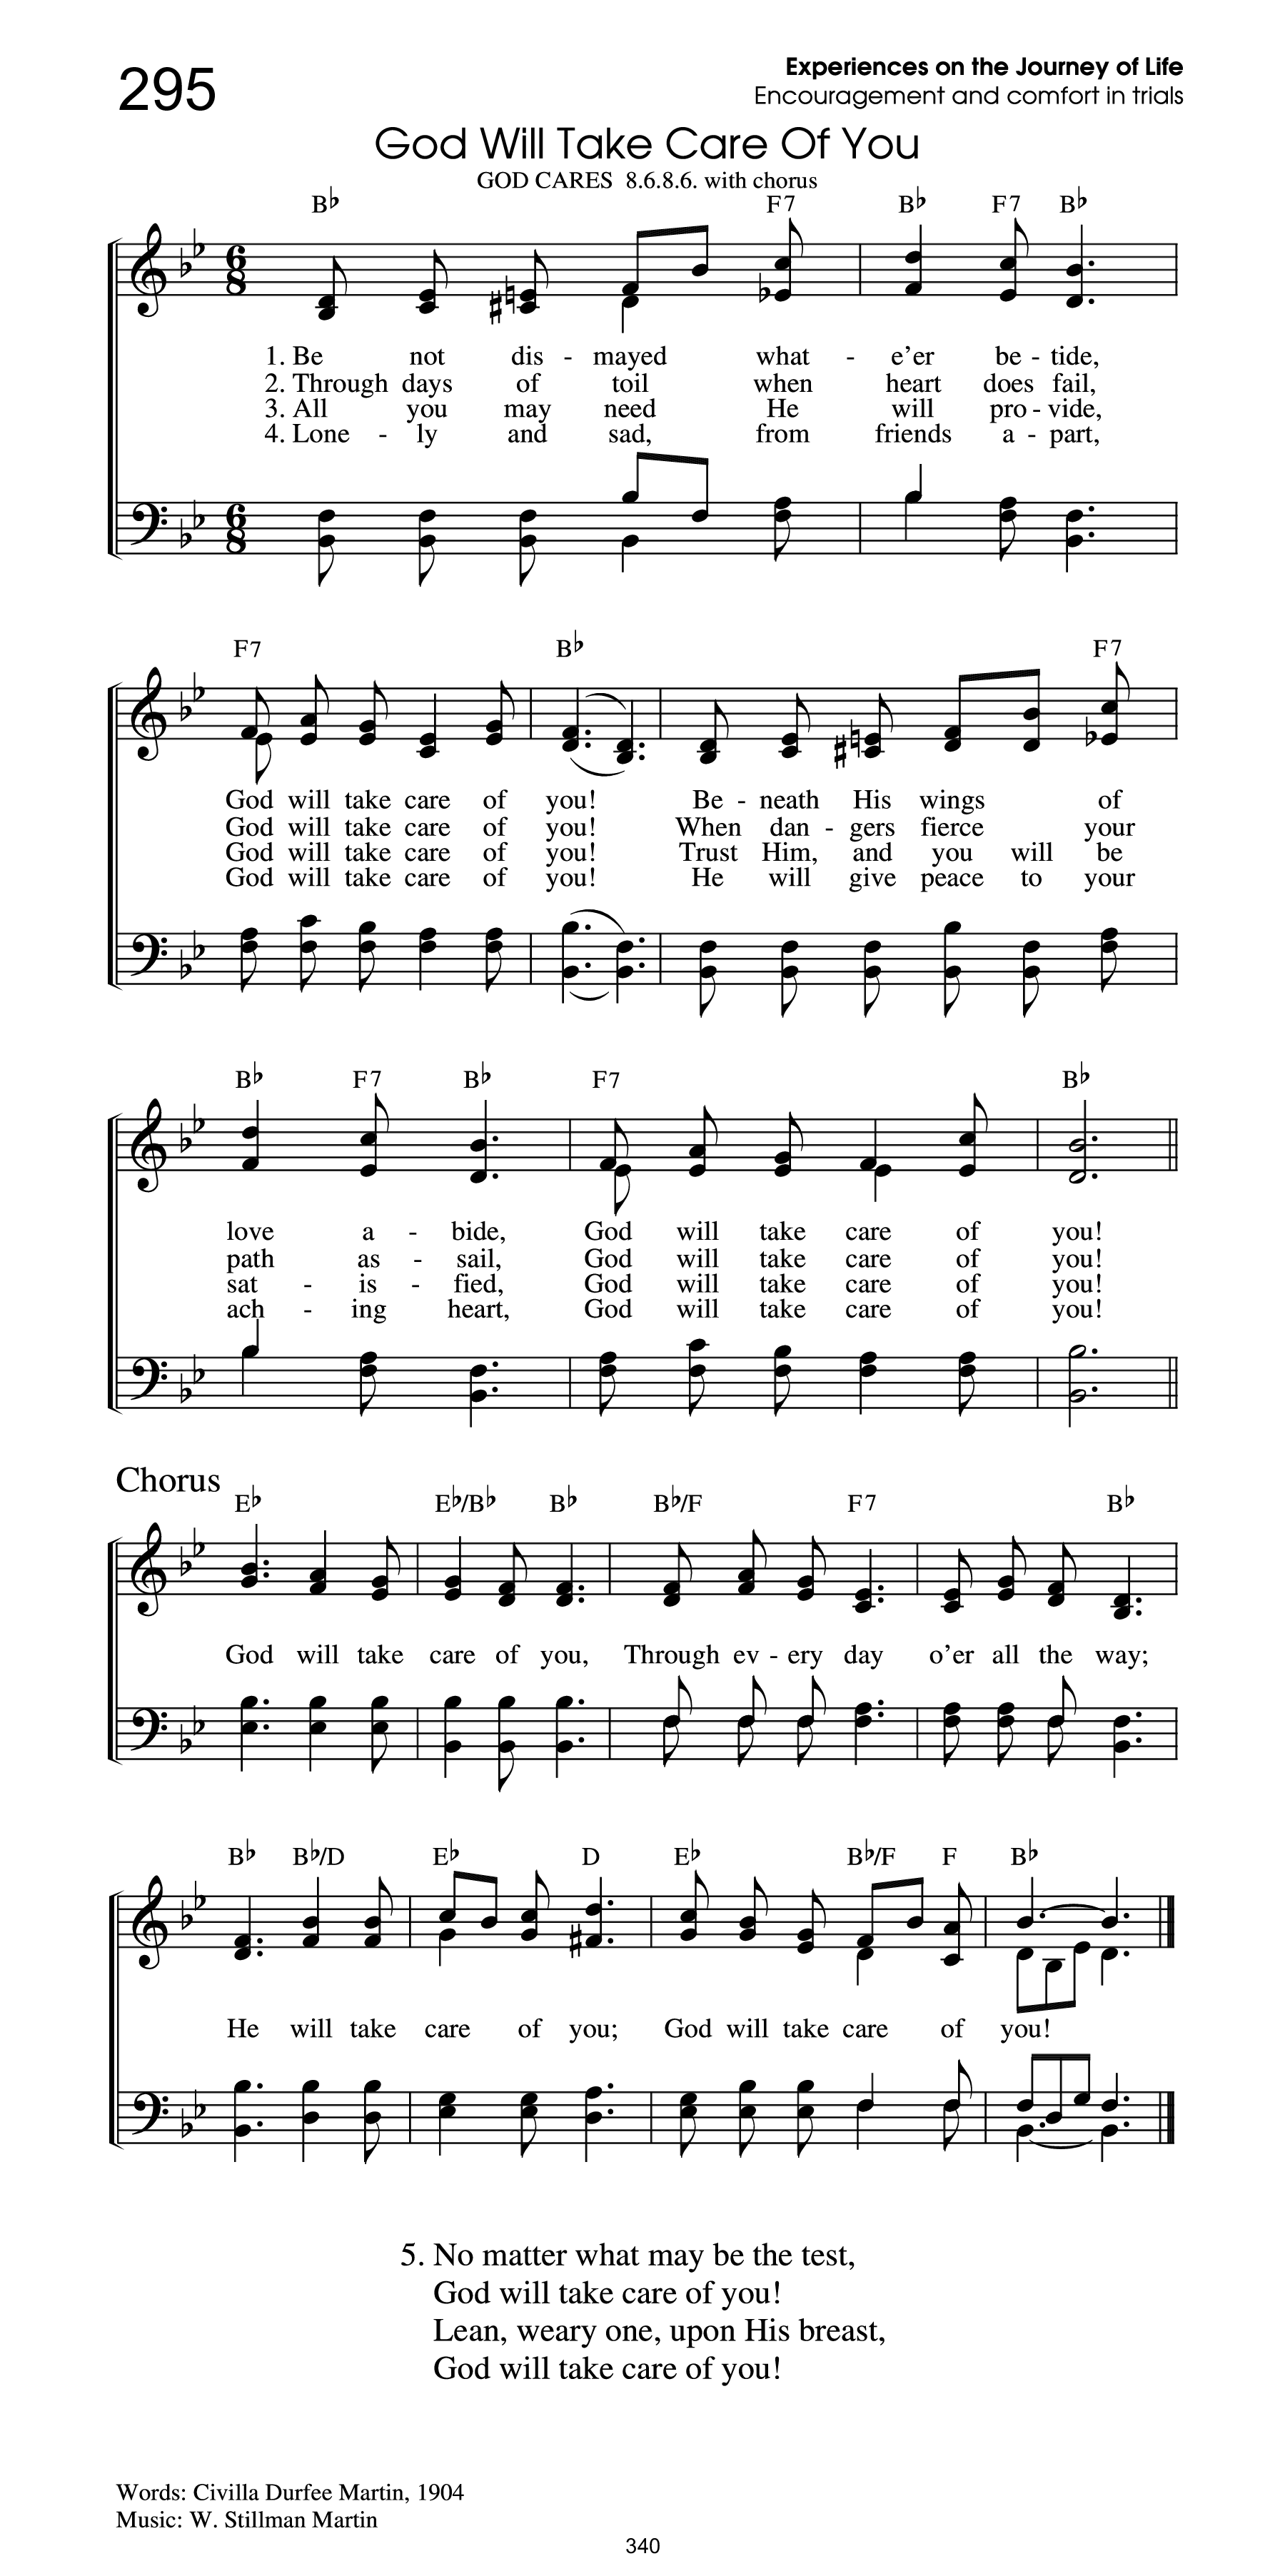 295
Experiences on the Journey of Life
Encouragement and comfort in trials
God Will Take Care Of You
GOD CARES 8.6.8.6. with chorus
B♭ F7 B♭ F7 B♭
6 8
1. Be not dis - mayed what - e’er be - tide,
2. Through days of toil when heart does fail,
3. All you may need He will pro - vide,
4. Lone - ly and sad, from friends a - part,
6 8
F7 B♭ F7
God will take care of you! Be - neath His wings of
God will take care of you! When dan - gers fierce your
God will take care of you! Trust Him, and you will be
God will take care of you! He will give peace to your
B♭ F7 B♭ F7 B♭
love a - bide, God will take care of you!
path as - sail, God will take care of you!
sat - is - fied, God will take care of you!
ach - ing heart, God will take care of you!
Chorus
E♭ E♭/B♭ B♭ B♭/F F7 B♭
God will take care of you, Through ev - ery day o’er all the way;
B♭ B♭/D E♭ D E♭ B♭/F F B♭
He will take care of you; God will take care of you!
5. No matter what may be the test,
God will take care of you!
Lean, weary one, upon His breast,
God will take care of you!
Words: Civilla Durfee Martin, 1904
Music: W. Stillman Martin
340